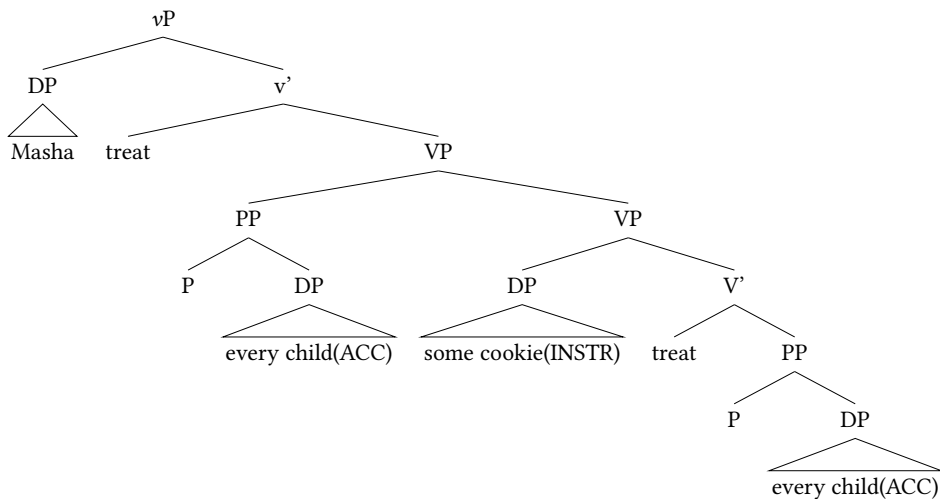 vP
DP v’
Masha treat VP
PP VP
P DP DP V’
every child(ACC) some cookie(INSTR) treat PP
P DP
every child(ACC)